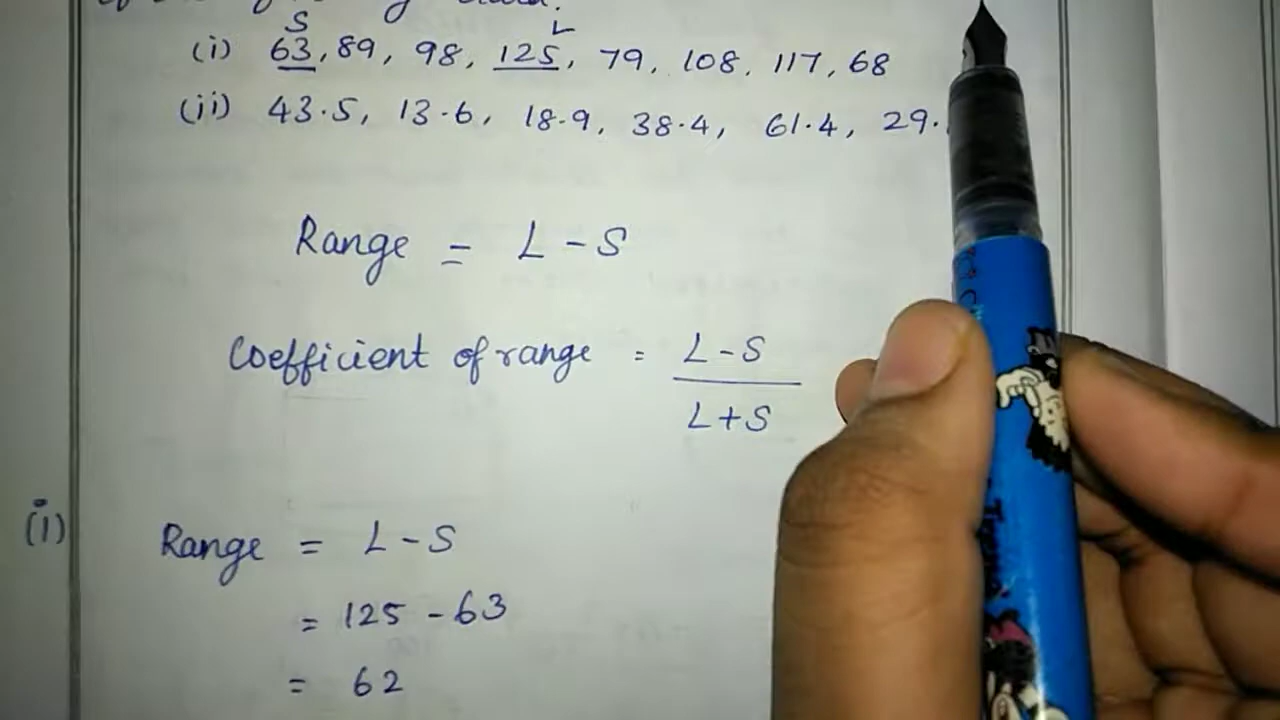 S L
(i) 63, 89, 98, 125, 79, 108, 117, 68
(ii) 43.5, 13.6, 18.9, 38.4, 61.4, 29.
Range = L - S
Coefficient of range = L - S
L + S
(i) Range = L - S
= 125 - 63
= 62